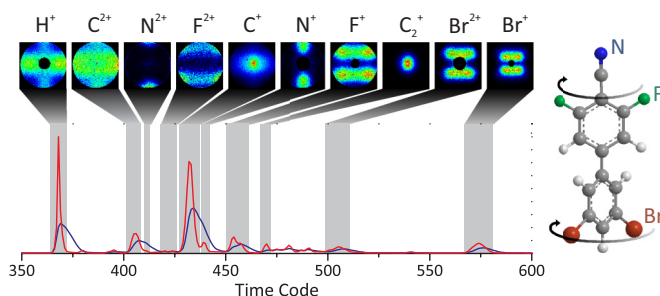 H⁺ C²⁺ N²⁺ F²⁺ C⁺ N⁺ F⁺ C₂⁺ Br²⁺ Br⁺
N
F
Br
350 400 450 500 550 600
Time Code